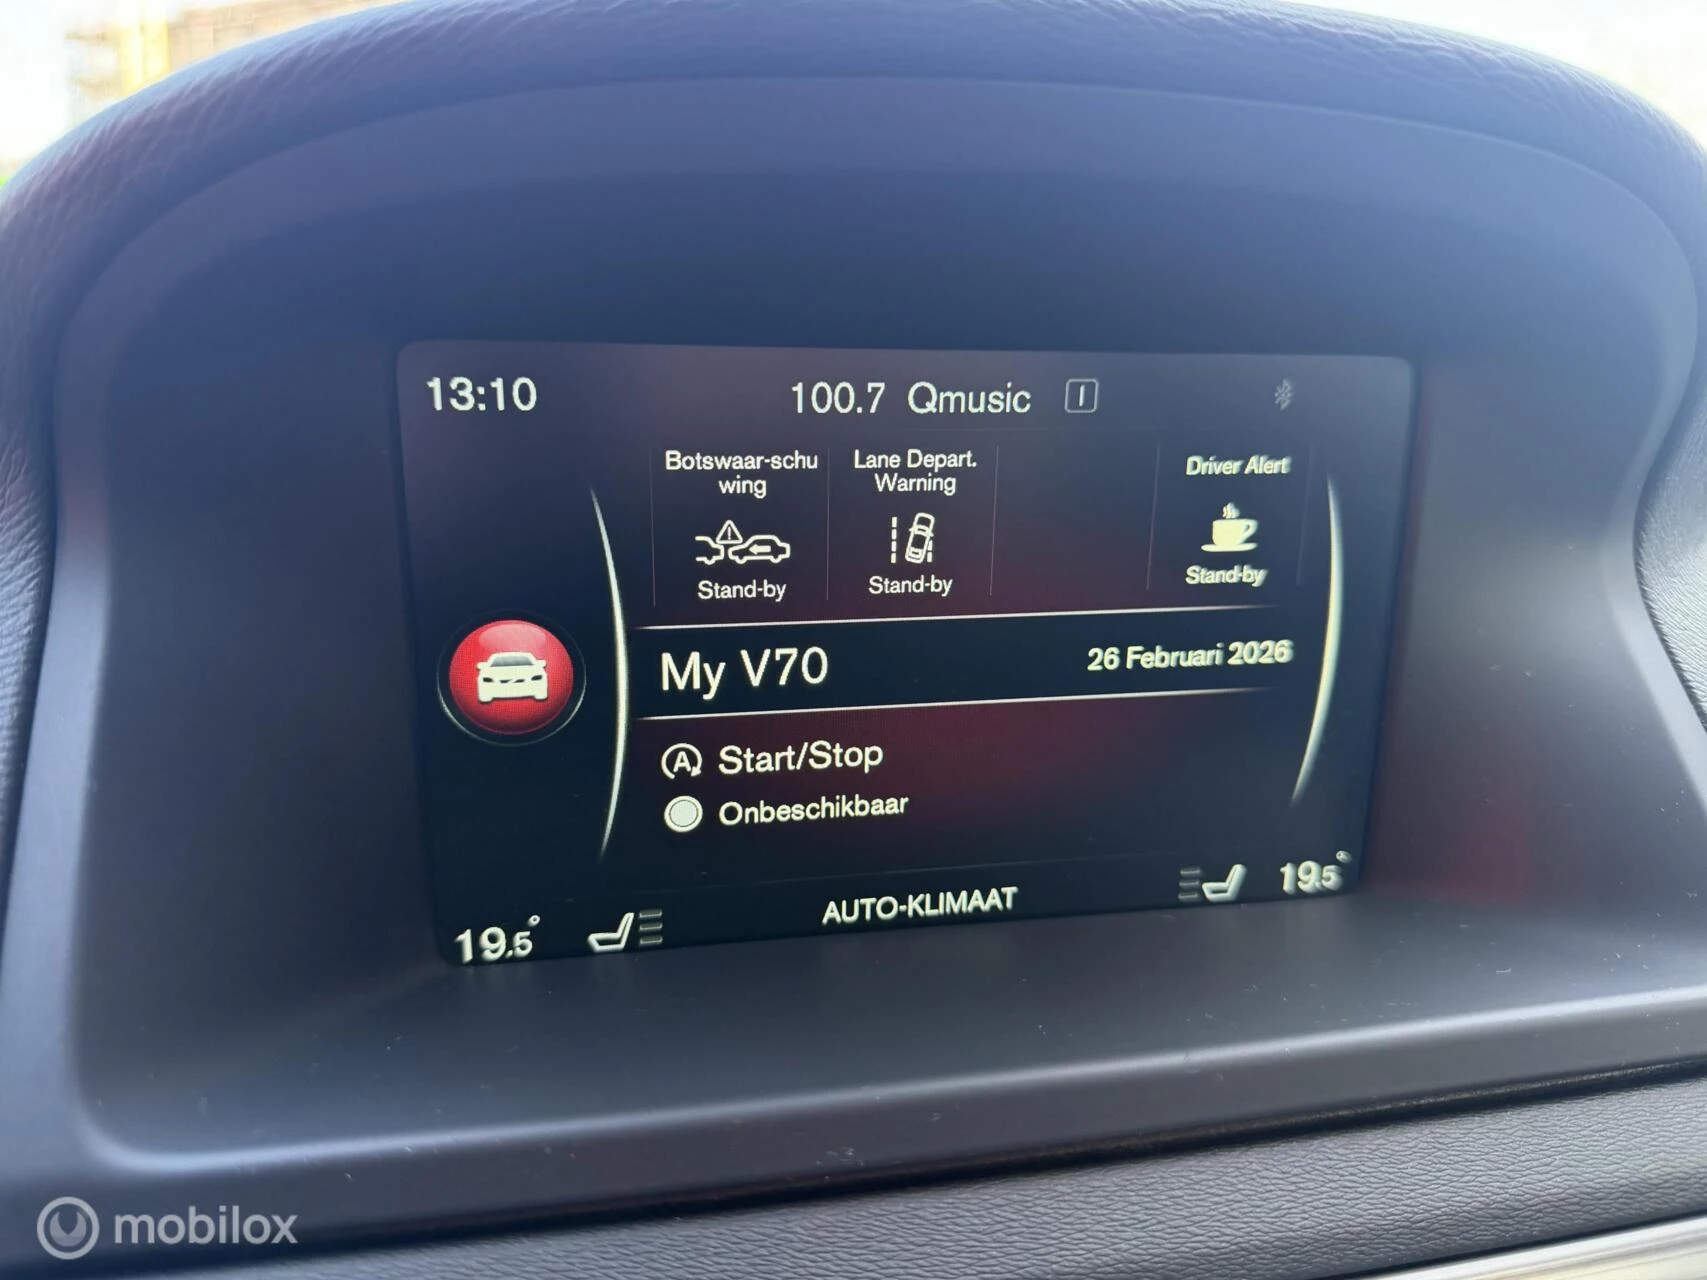 13:10
100.7 Qmusic
Botswaar-schu
wing
Stand-by
Lane Depart.
Warning
Stand-by
Driver Alert
Stand-by
My V70
26 Februari 2026
A Start/Stop
Onbeschikbaar
19.5°
AUTO-KLIMAAT
19.5°
mobilox